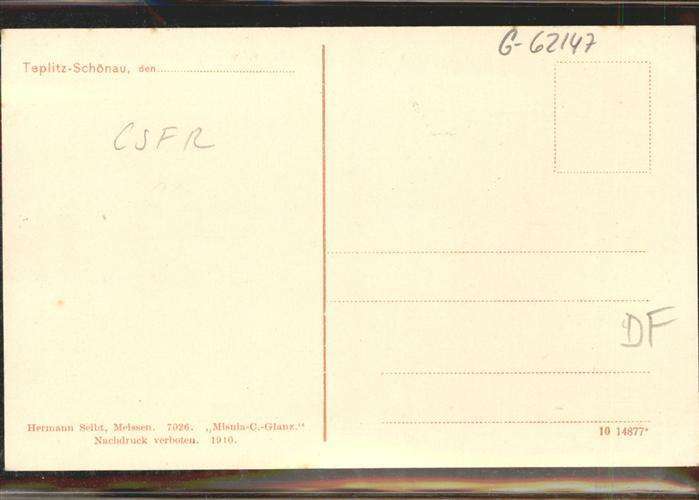 G-62147
Teplitz-Schönau, den
CSFR
DF
Hermann Seibt, Meissen. 7026. „Misnia-C.-Glanz.“
Nachdruck verboten. 1910.
10 14877*